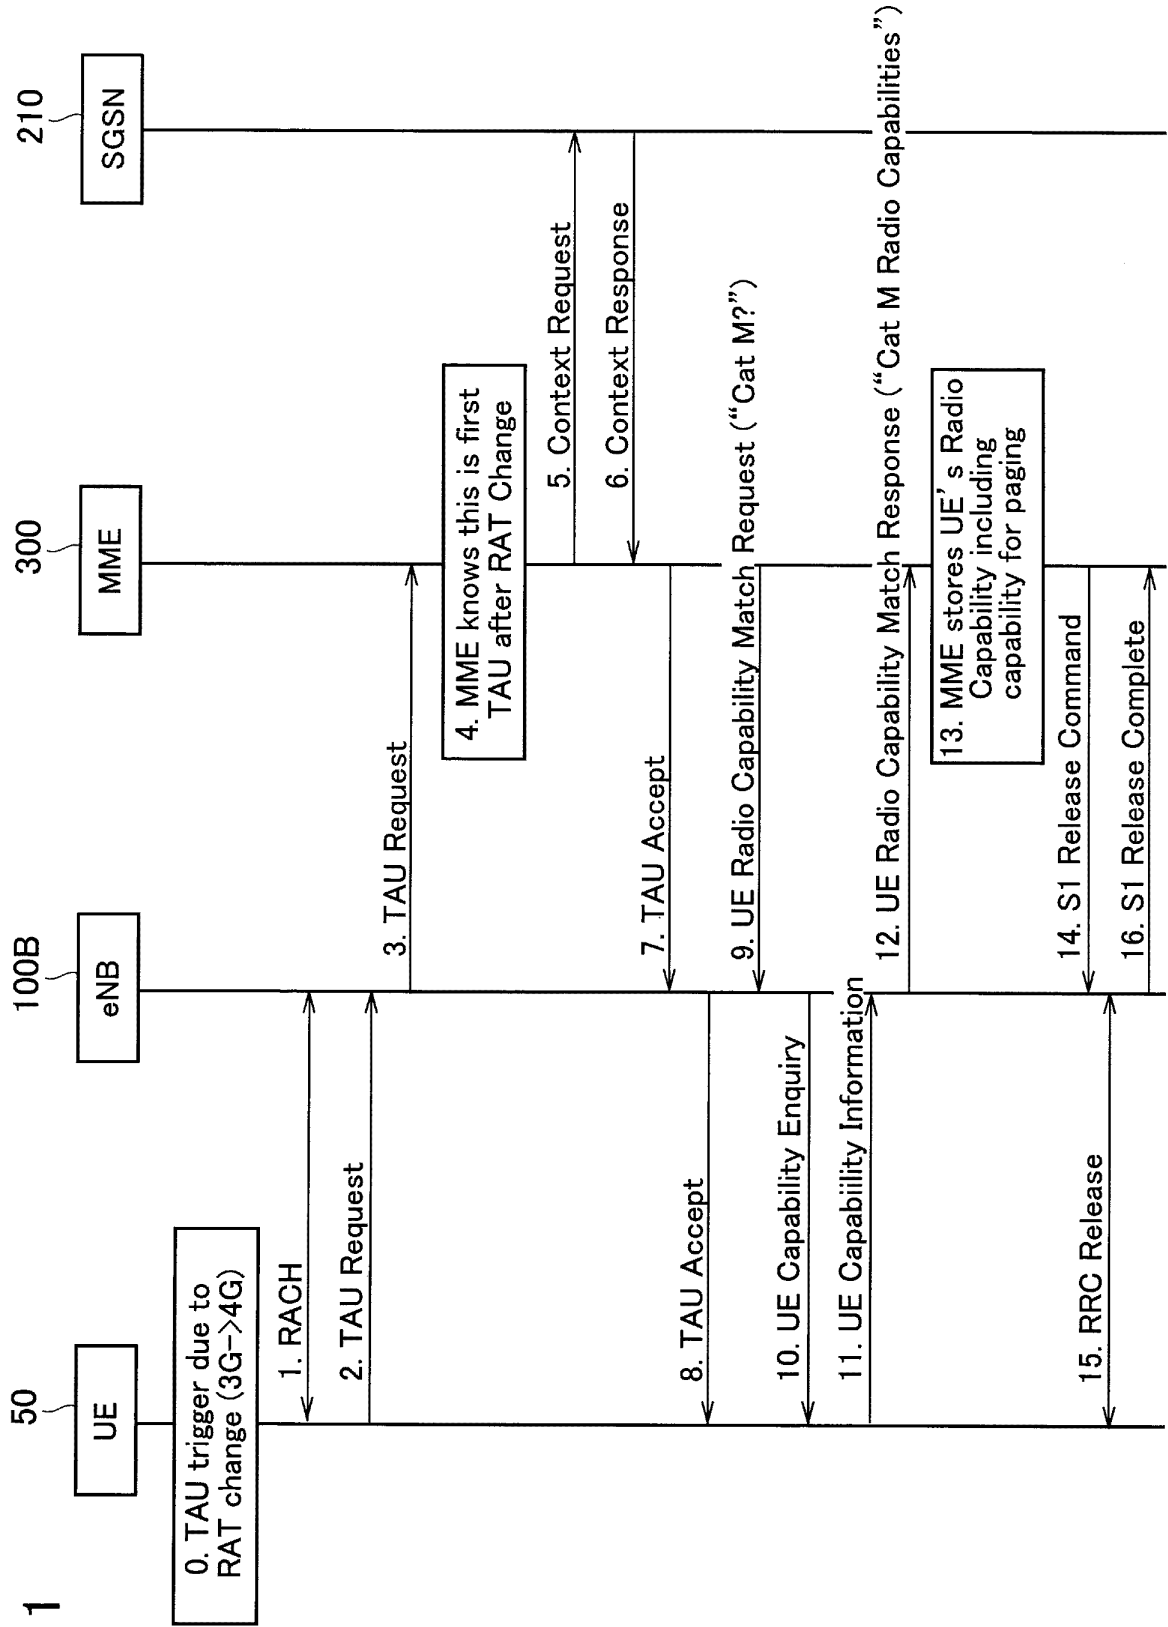 1
50
UE
100B
eNB
300
MME
210
SGSN
0. TAU trigger due to
RAT change (3G->4G)
1. RACH
2. TAU Request
3. TAU Request
4. MME knows this is first
TAU after RAT Change
5. Context Request
6. Context Response
7. TAU Accept
8. TAU Accept
9. UE Radio Capability Match Request (“Cat M?”)
10. UE Capability Enquiry
11. UE Capabiility Information
12. UE Radio Capability Match Response (“Cat M Radio Capabilities”)
13. MME stores UE’s Radio
Capability including
capability for paging
14. S1 Release Command
15. RRC Release
16. S1 Release Complete